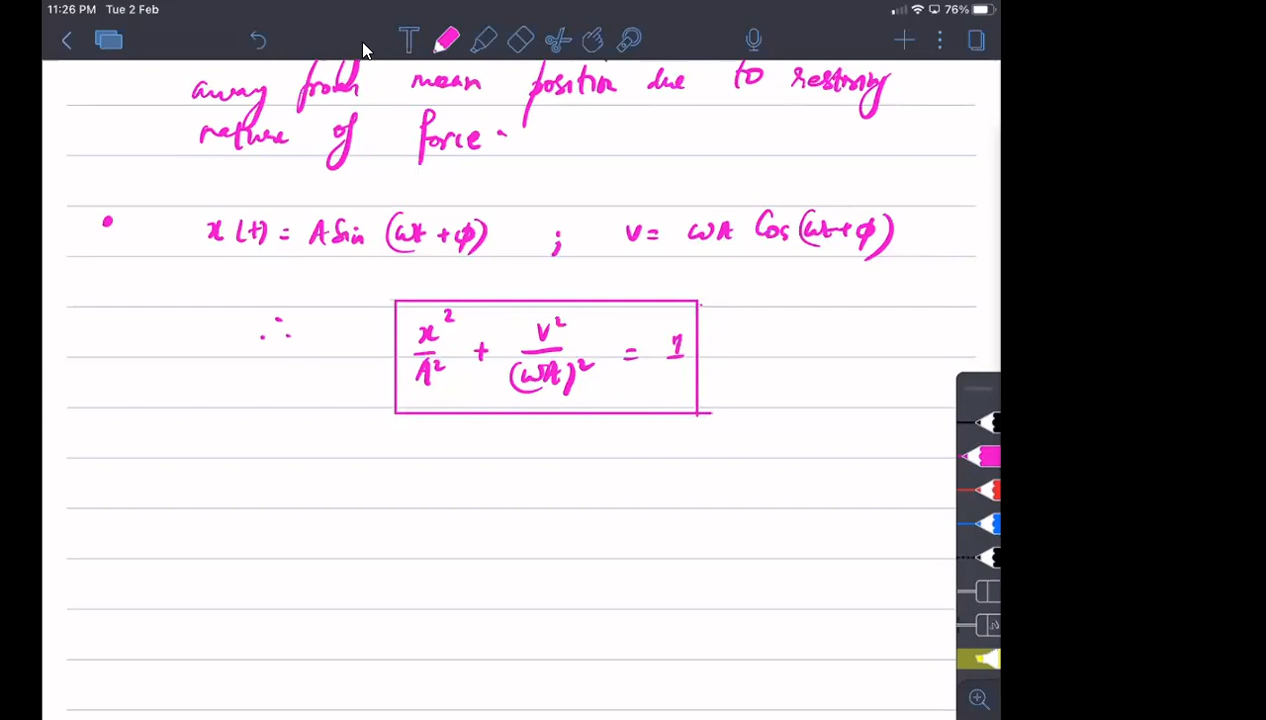 11:26 PM Tue 2 Feb 76%
away from mean position due to restoring
nature of force.
• x(t) = A sin (ωt + φ) ; v = ωA Cos (ωt + φ)
∴ x²/A² + v²/(ωA)² = 1